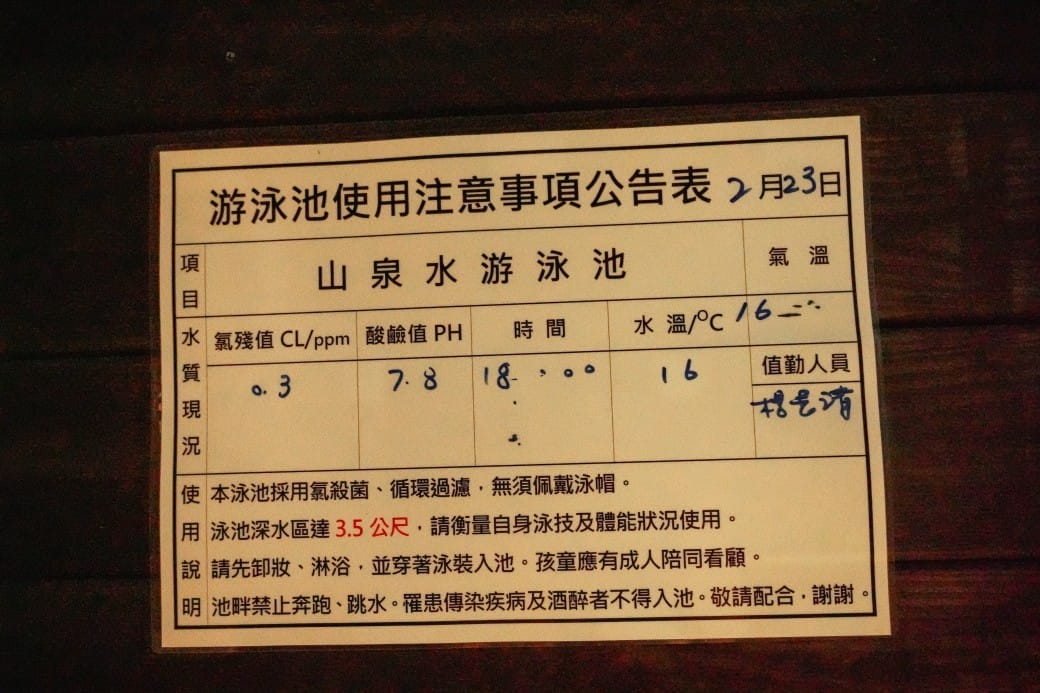 游泳池使用注意事項公告表 2月23日
項目 山泉水游泳池 氣溫
水質現況 氯殘值 CL/ppm 酸鹼值 PH 時間 水溫/°C 16
0.3 7.8 18:00 16 值勤人員
使用說明
本泳池採用氯殺菌、循環過濾，無須佩戴泳帽。
泳池深水區達 3.5 公尺，請衡量自身泳技及體能狀況使用。
請先卸妝、淋浴，並穿著泳裝入池。孩童應有成人陪同看顧。
池畔禁止奔跑、跳水。罹患傳染疾病及酒醉者不得入池。敬請配合，謝謝。